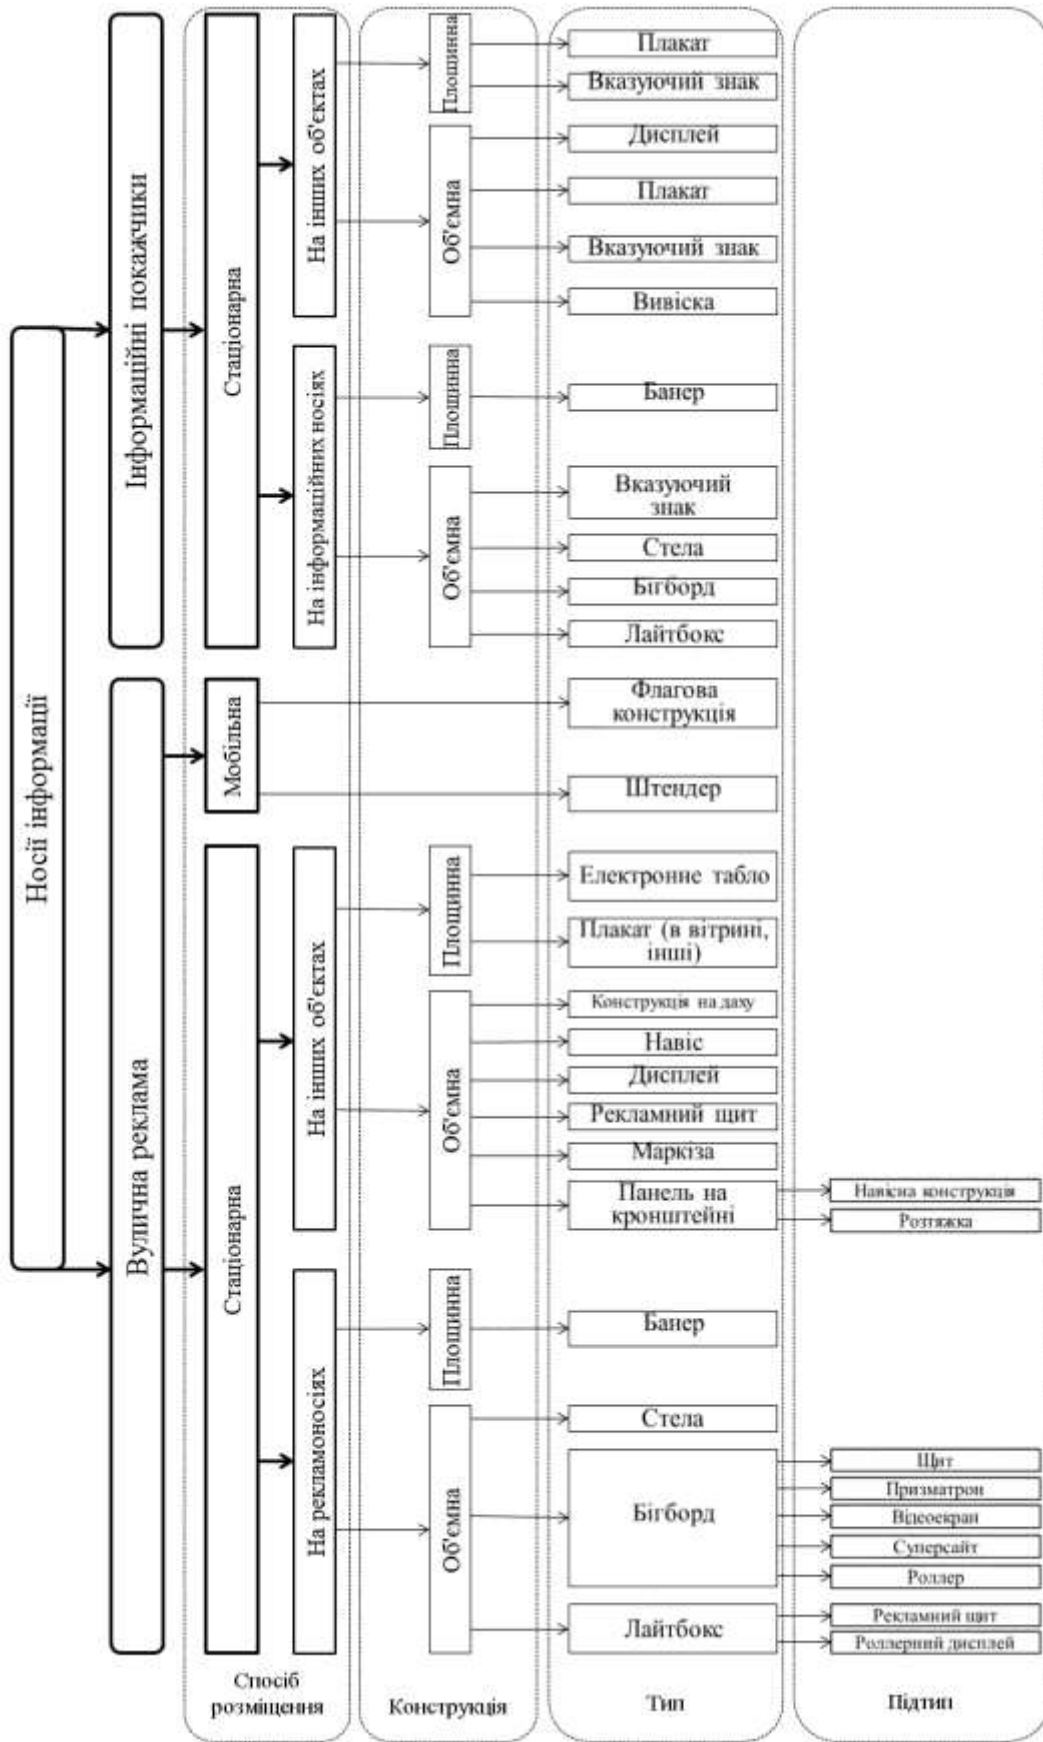 Носії інформації
Інформаційні покажчики
Стаціонарна
На інших об'єктах
Площинна
Плакат
Вказуючий знак
Об'ємна
Дисплей
Плакат
Вказуючий знак
Вивіска
На інформаційних носіях
Площинна
Банер
Об'ємна
Вказуючий
знак
Стела
Бігборд
Лайтбокс
Вулична реклама
Мобільна
Флагова
конструкція
Штендер
Стаціонарна
На інших об'єктах
Площинна
Електронне табло
Плакат (в вітрині,
інші)
Об'ємна
Конструкція на даху
Навіс
Дисплей
Рекламний щит
Маркіза
Панель на
кронштейні
Навісна конструкція
Розтяжка
На рекламоносіях
Площинна
Банер
Об'ємна
Стела
Бігборд
Щит
Призматрон
Відеоекран
Суперсайт
Роллер
Лайтбокс
Рекламний щит
Роллерний дисплей
Спосіб
розміщення
Конструкція
Тип
Підтип